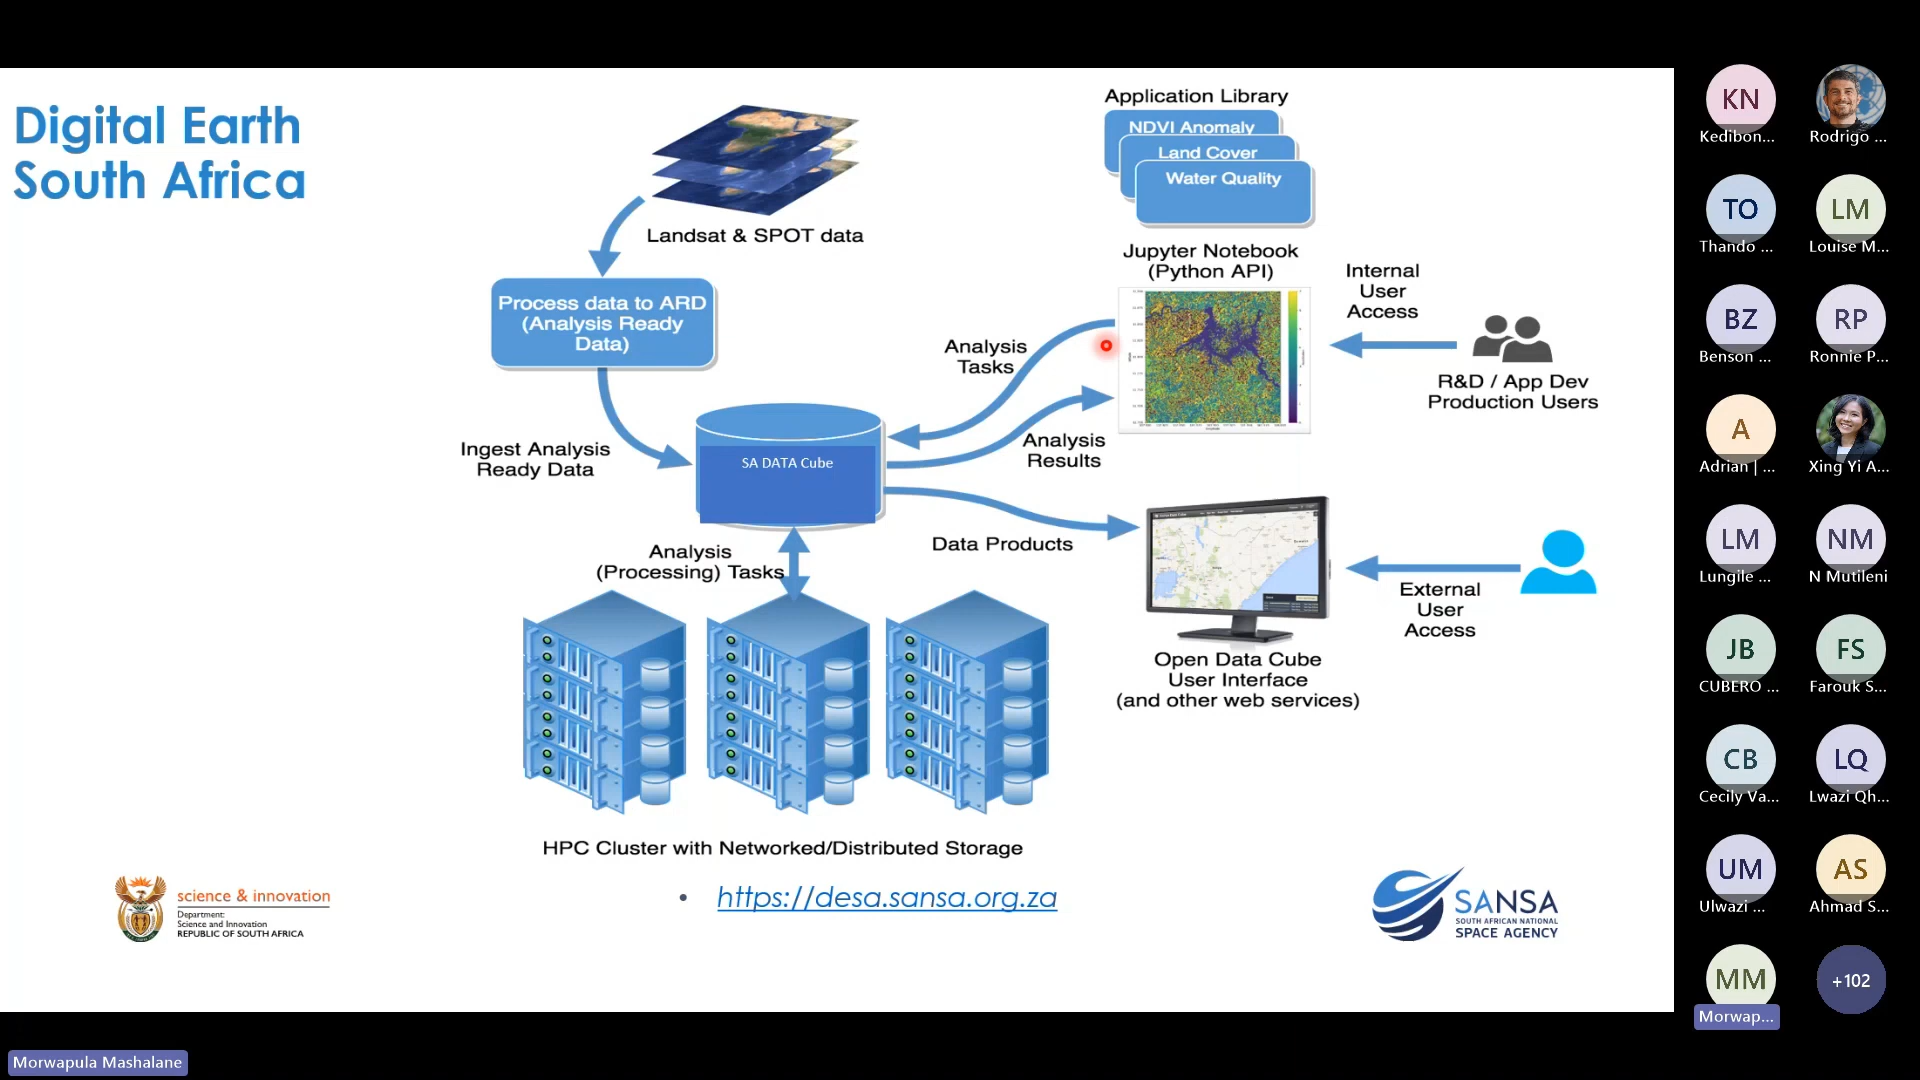 Digital Earth
South Africa
Landsat & SPOT data
Process data to ARD
(Analysis Ready
Data)
Ingest Analysis
Ready Data
SA DATA Cube
Analysis
(Processing) Tasks
HPC Cluster with Networked/Distributed Storage
• https://desa.sansa.org.za
Application Library
NDVI Anomaly
Land Cover
Water Quality
Jupyter Notebook
(Python API)
Analysis
Tasks
Analysis
Results
Data Products
Internal
User
Access
R&D / App Dev
Production Users
External
User
Access
Open Data Cube
User Interface
(and other web services)
science & innovation
Department:
Science and Innovation
REPUBLIC OF SOUTH AFRICA
SANSA
SOUTH AFRICAN NATIONAL
SPACE AGENCY
KN
Kedibon...
Rodrigo ...
TO
Thando ...
LM
Louise M...
BZ
Benson ...
RP
Ronnie P...
A
Adrian | ...
Xing Yi A...
LM
Lungile ...
NM
N Mutileni
JB
CUBERO ...
FS
Farouk S...
CB
Cecily Va...
LQ
Lwazi Qh...
UM
Ulwazi ...
AS
Ahmad S...
MM
Morwap...
+102
Morwapula Mashalane